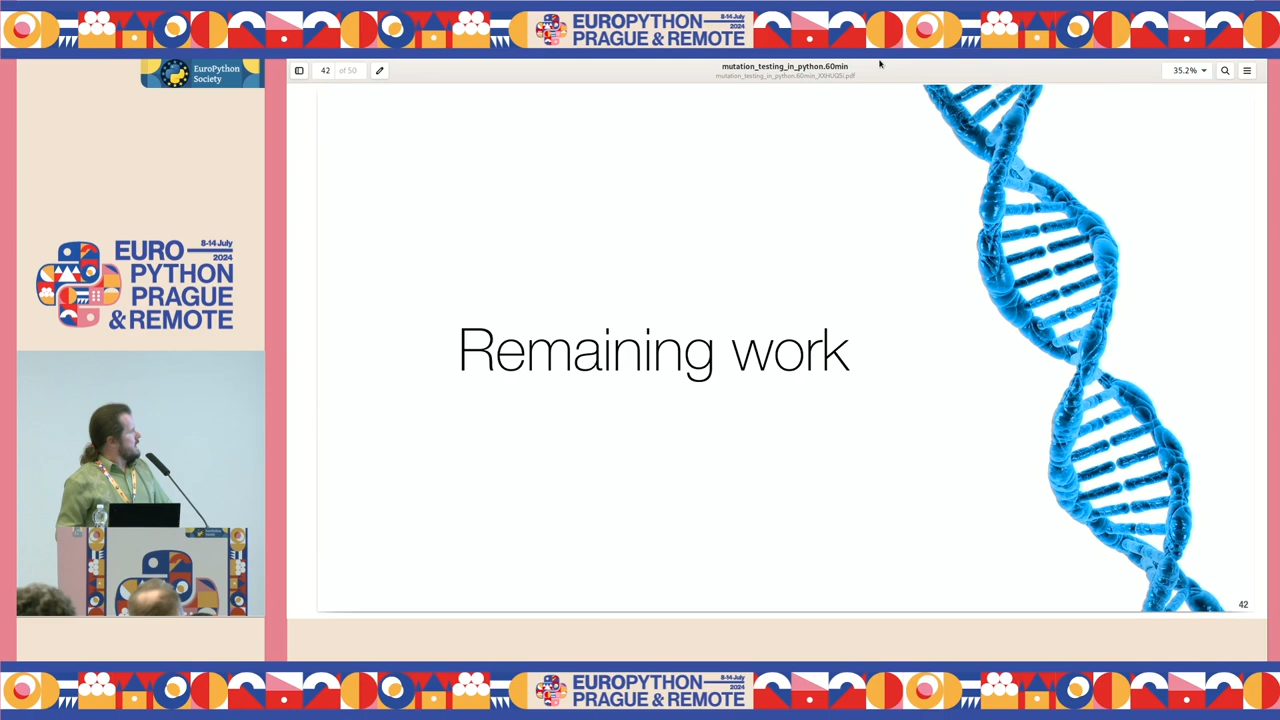 EUROPYTHON
8-14 July
2024
PRAGUE & REMOTE
EuroPython
Society
42 of 50
mutation_testing_in_python.60min
35.2%
EURO
8-14 July
2024
PYTHON
PRAGUE
& REMOTE
Remaining work
42
EUROPYTHON
8-14 July
2024
PRAGUE & REMOTE